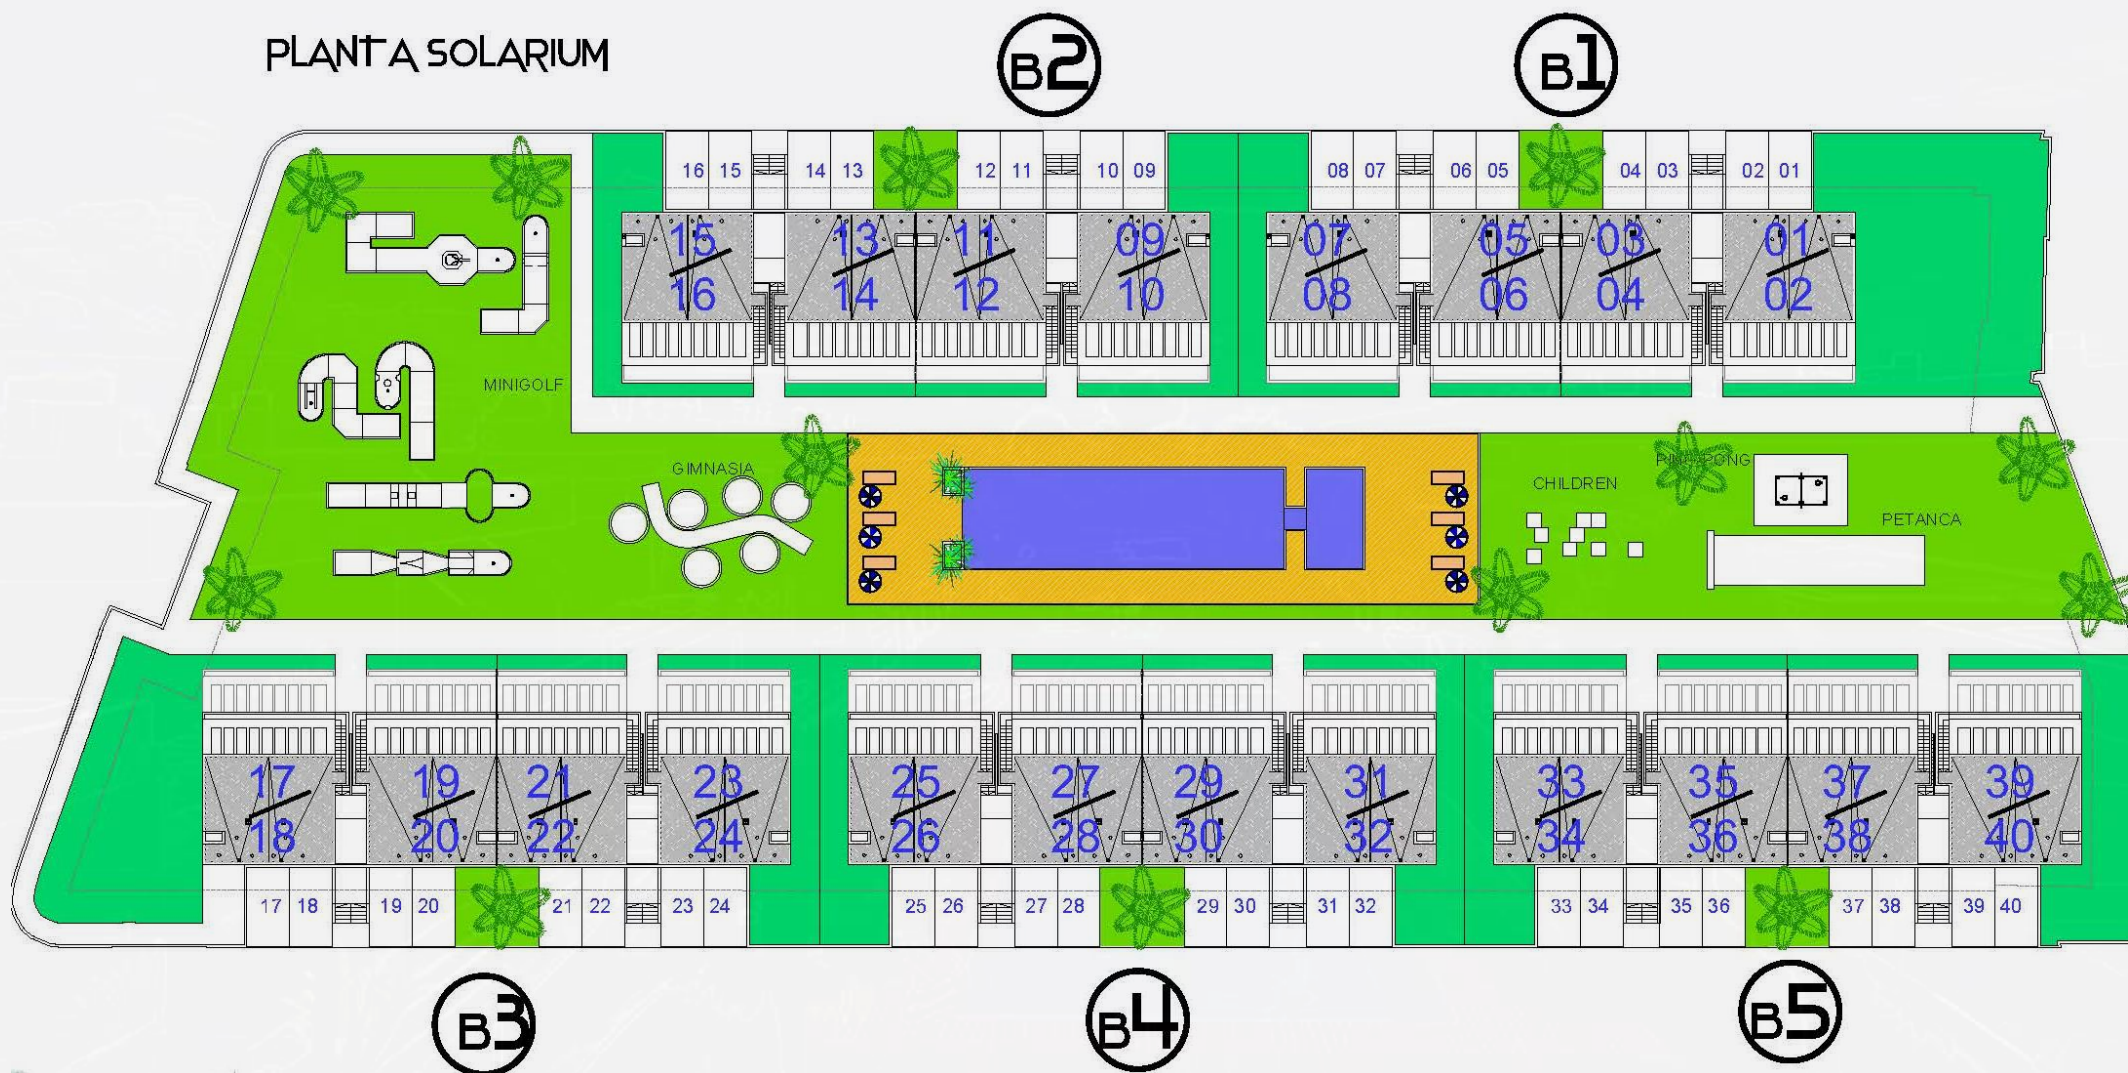 PLANTA SOLARIUM
B2
B1
16 15 14 13 12 11 10 09 08 07 06 05 04 03 02 01
15 13 11 09 07 05 03 01
16 14 12 10 08 06 04 02
MINIGOLF
GIMNASIA
CHILDREN
PING PONG
PETANCA
17 19 21 23 25 27 29 31 33 35 37 39
18 20 22 24 26 28 30 32 34 36 38 40
17 18 19 20 21 22 23 24 25 26 27 28 29 30 31 32 33 34 35 36 37 38 39 40
B3
B4
B5